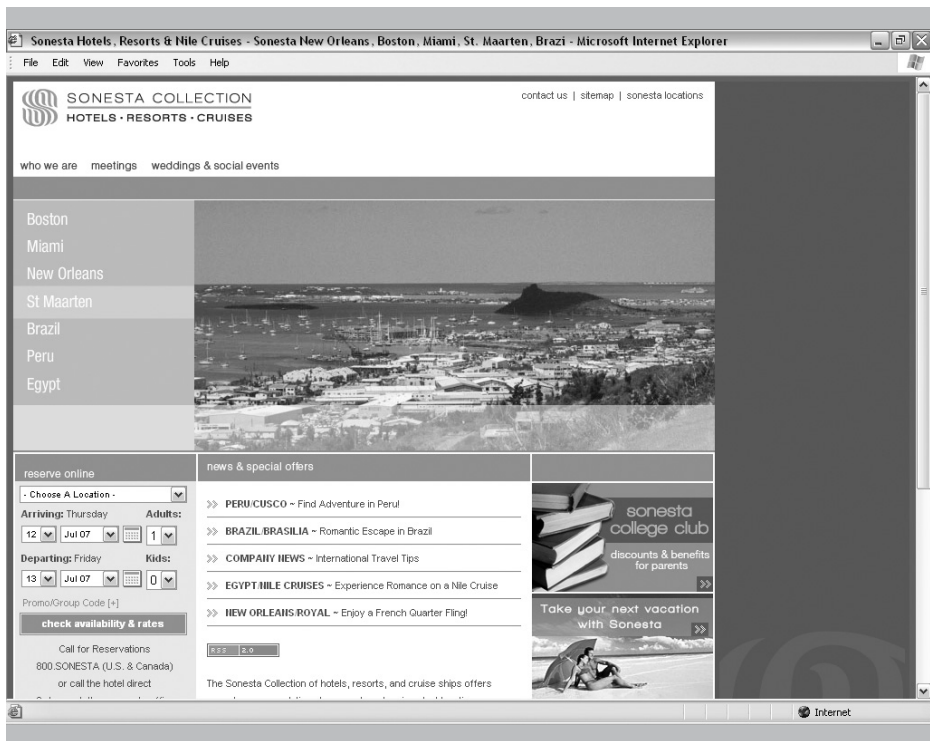 Sonesta Hotels, Resorts & Nile Cruises - Sonesta New Orleans, Boston, Miami, St. Maarten, Brazi - Microsoft Internet Explorer
File Edit View Favorites Tools Help
SONESTA COLLECTION
HOTELS · RESORTS · CRUISES
contact us | sitemap | sonesta locations
who we are meetings weddings & social events
Boston
Miami
New Orleans
St Maarten
Brazil
Peru
Egypt
reserve online
- Choose A Location -
Arriving: Thursday Adults:
12 Jul 07 1
Departing: Friday Kids:
13 Jul 07 0
Promo/Group Code [+]
check availability & rates
Call for Reservations
800.SONESTA (U.S. & Canada)
or call the hotel direct
news & special offers
>> PERU/CUSCO ~ Find Adventure in Peru!
>> BRAZIL/BRASILIA ~ Romantic Escape in Brazil
>> COMPANY NEWS ~ International Travel Tips
>> EGYPT/NILE CRUISES ~ Experience Romance on a Nile Cruise
>> NEW ORLEANS/ROYAL ~ Enjoy a French Quarter Fling!
RSS 2.0
The Sonesta Collection of hotels, resorts, and cruise ships offers
sonesta
college club
discounts & benefits
for parents
>>
Take your next vacation
with Sonesta >>
Internet